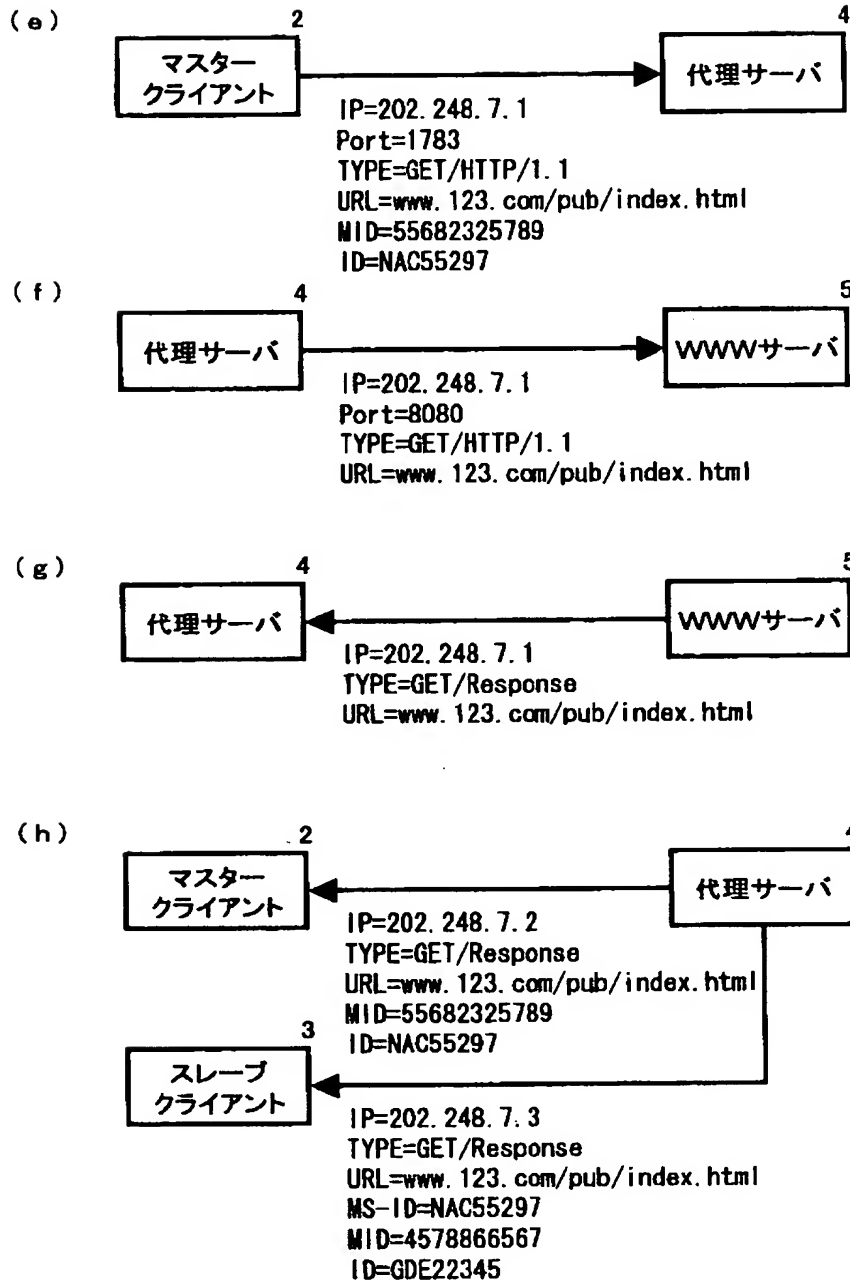 (e)
2
4
マスター
クライアント
代理サーバ
IP=202.248.7.1
Port=1783
TYPE=GET/HTTP/1.1
URL=www.123.com/pub/index.html
MID=55682325789
ID=NAC55297
(f)
4
5
代理サーバ
WWWサーバ
IP=202.248.7.1
Port=8080
TYPE=GET/HTTP/1.1
URL=www.123.com/pub/index.html
(g)
4
5
代理サーバ
WWWサーバ
IP=202.248.7.1
TYPE=GET/Response
URL=www.123.com/pub/index.html
(h)
2
4
マスター
クライアント
代理サーバ
IP=202.248.7.2
TYPE=GET/Response
URL=www.123.com/pub/index.html
MID=55682325789
ID=NAC55297
3
スレーブ
クライアント
IP=202.248.7.3
TYPE=GET/Response
URL=www.123.com/pub/index.html
MS-ID=NAC55297
MID=4578866567
ID=GDE22345